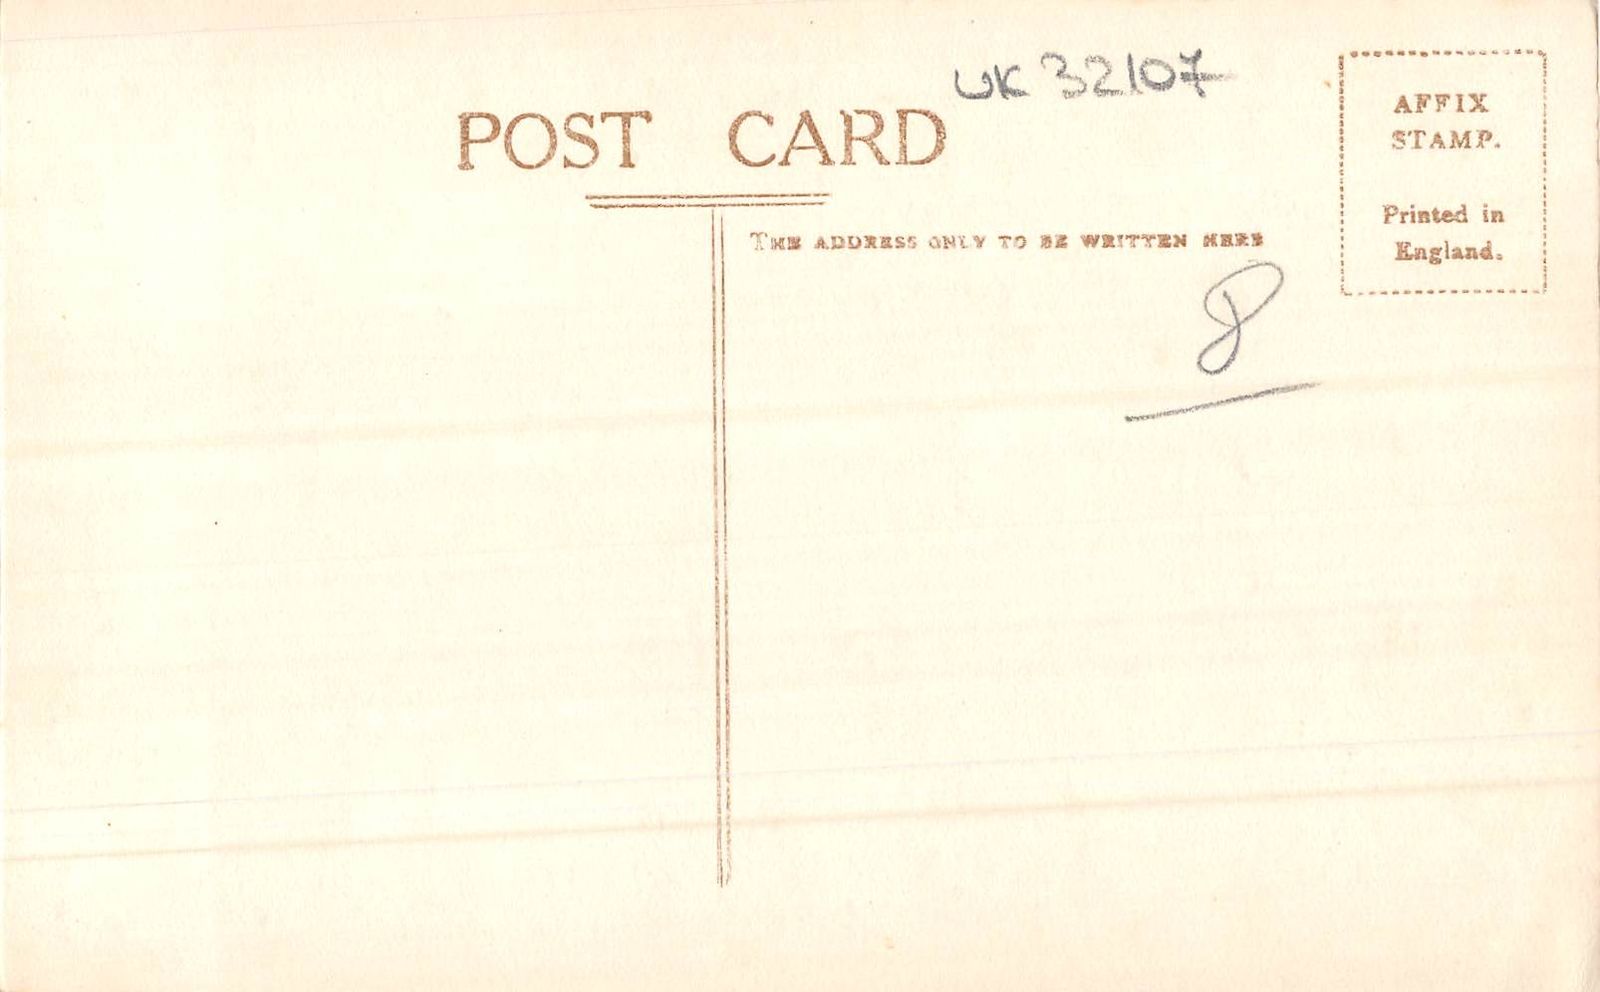 UK 32107
POST CARD
AFFIX
STAMP.
Printed in
England.
THE ADDRESS ONLY TO BE WRITTEN HERE
8